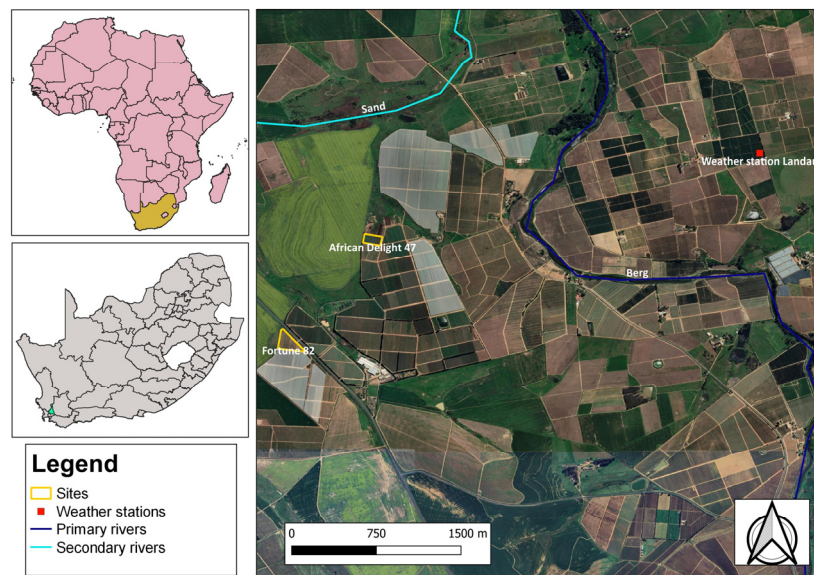 Sand
Weather station Landau
African Delight 47
Berg
Fortune 82
Legend
Sites
Weather stations
Primary rivers
Secondary rivers
0 750 1500 m